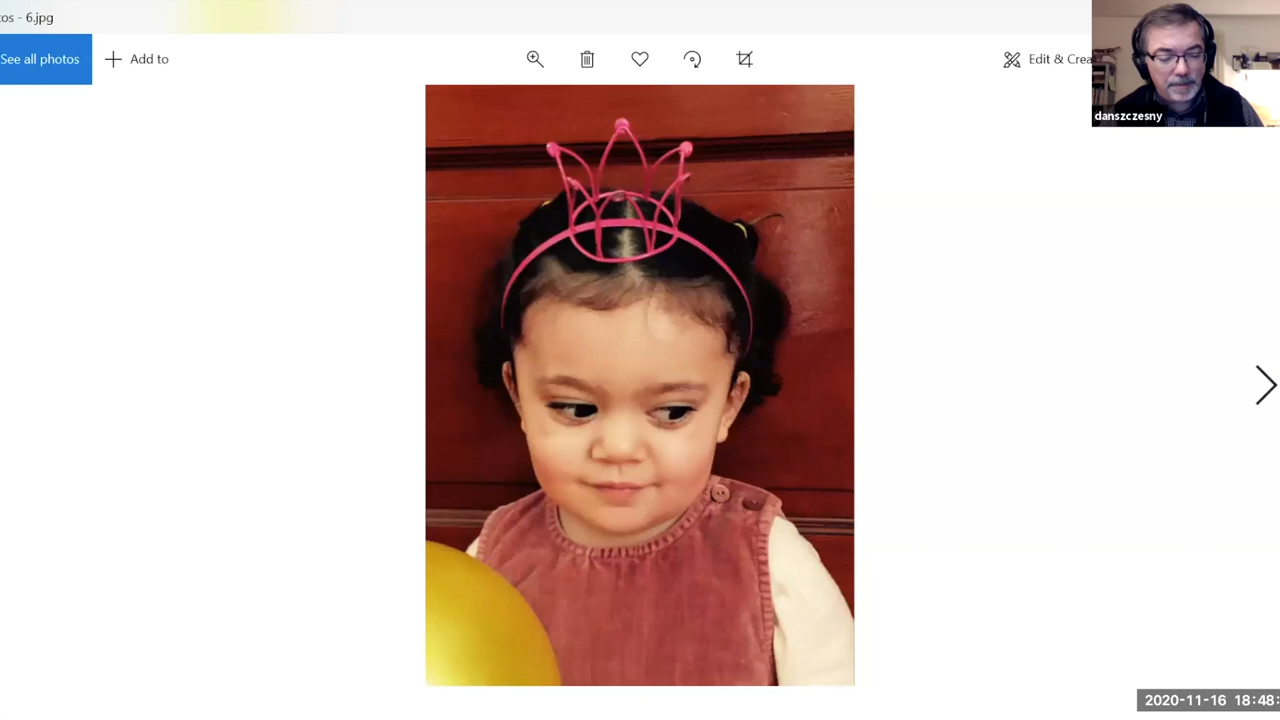 os - 6.jpg
See all photos
Add to
Edit & Crea
danszczesny
2020-11-16 18:48: